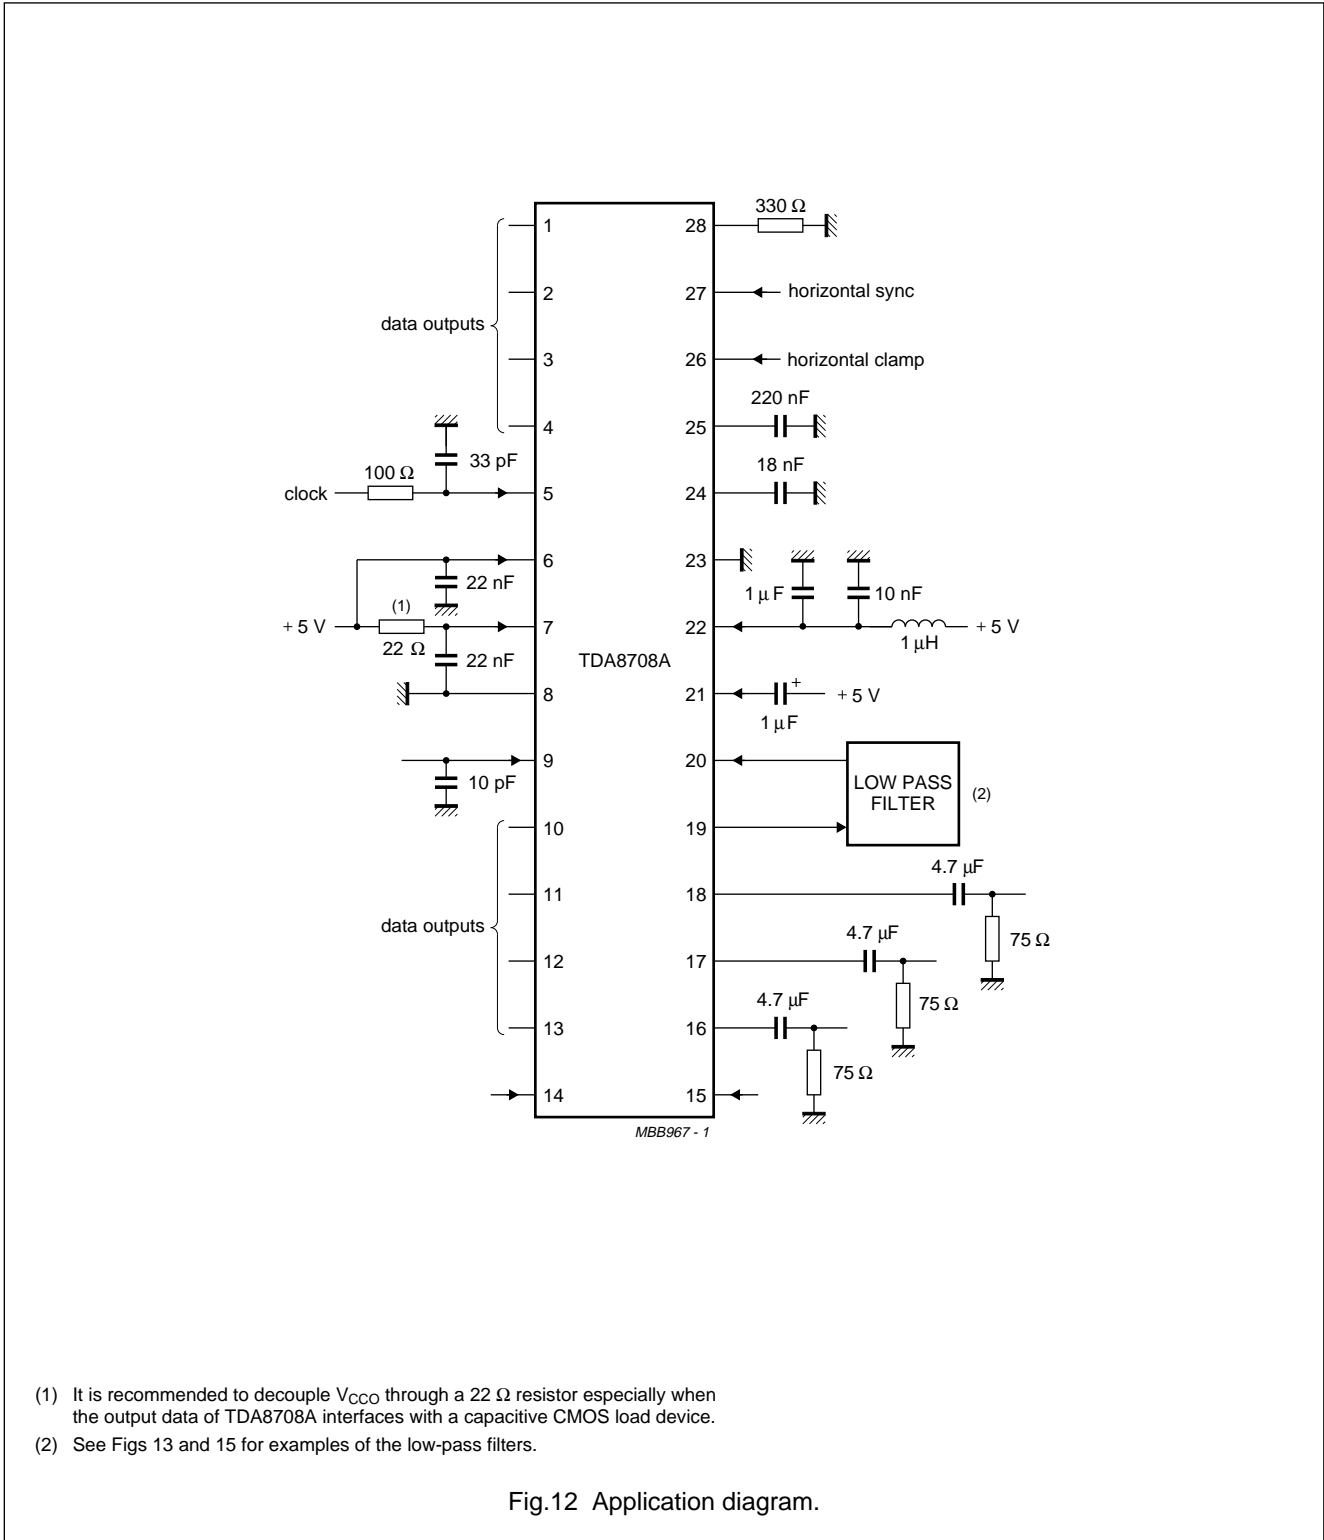 330 Ω
1
28
2
27
horizontal sync
data outputs
3
26
horizontal clamp
220 nF
4
25
33 pF
18 nF
100 Ω
clock
5
24
6
23
22 nF
1 µF
10 nF
(1)
+ 5 V
7
22
+ 5 V
22 Ω
1 µH
22 nF
TDA8708A
8
21
+
+ 5 V
1 µF
9
20
10 pF
LOW PASS
FILTER
(2)
10
19
4.7 µF
11
18
data outputs
4.7 µF
75 Ω
12
17
4.7 µF
75 Ω
13
16
75 Ω
14
15
MBB967 - 1
(1) It is recommended to decouple VCCO through a 22 Ω resistor especially when
the output data of TDA8708A interfaces with a capacitive CMOS load device.
(2) See Figs 13 and 15 for examples of the low-pass filters.
Fig.12 Application diagram.